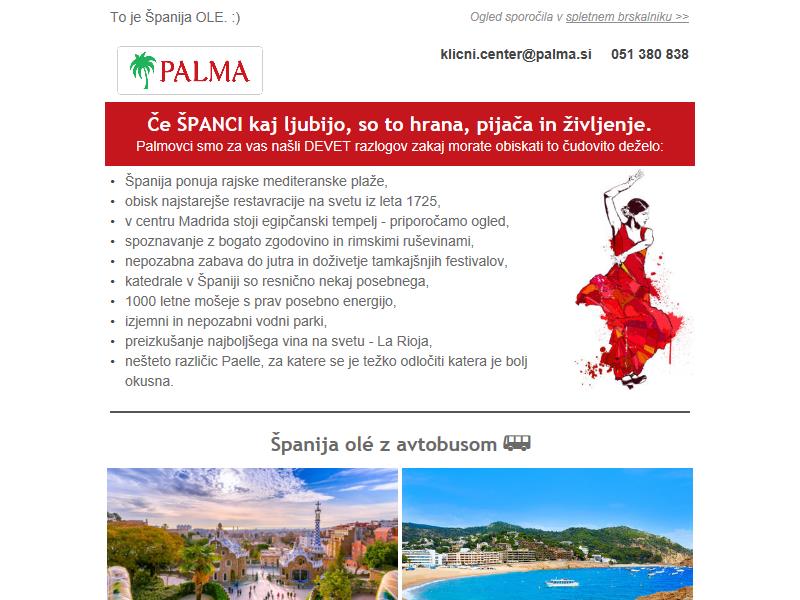 To je Španija OLE. :)
Ogled sporočila v spletnem brskalniku >>
PALMA
klicni.center@palma.si 051 380 838
Če ŠPANCI kaj ljubijo, so to hrana, pijača in življenje.
Palmovci smo za vas našli DEVET razlogov zakaj morate obiskati to čudovito deželo:
• Španija ponuja rajske mediteranske plaže,
• obisk najstarejše restavracije na svetu iz leta 1725,
• v centru Madrida stoji egipčanski tempelj - priporočamo ogled,
• spoznavanje z bogato zgodovino in rimskimi ruševinami,
• nepozabna zabava do jutra in doživetje tamkajšnjih festivalov,
• katedrale v Španiji so resnično nekaj posebnega,
• 1000 letne mošeje s prav posebno energijo,
• izjemni in nepozabni vodni parki,
• preizkušanje najboljšega vina na svetu - La Rioja,
• nešteto različic Paelle, za katere se je težko odločiti katera je bolj
okusna.
Španija olé z avtobusom